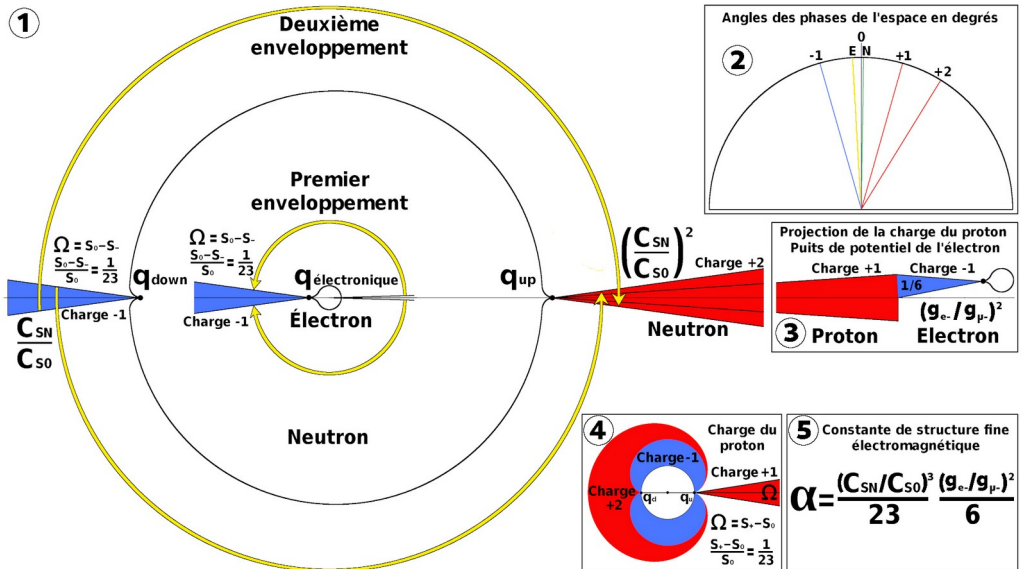 1
Deuxième
enveloppement
Premier
enveloppement
Ω = S₀−S₋
(S₀−S₋)/S₀ = 1/23
q down
Charge -1
C_SN/C_S0
Ω = S₀−S₋
(S₀−S₋)/S₀ = 1/23
q électronique
Charge -1
Électron
Neutron
q up
(C_SN/C_S0)²
Charge +2
Neutron
Angles des phases de l'espace en degrés
2
0
-1 E N +1
+2
Projection de la charge du proton
Puits de potentiel de l'électron
Charge +1 Charge -1
1/6
(g_e-/g_μ-)²
3 Proton Electron
4
Charge du
proton
Charge -1
Charge +1
Charge
+2
q_d q_u Ω
Ω = S₊−S₀
(S₊−S₀)/S₀ = 1/23
5 Constante de structure fine
électromagnétique
α = (C_SN/C_S0)³/23 (g_e-/g_μ-)²/6